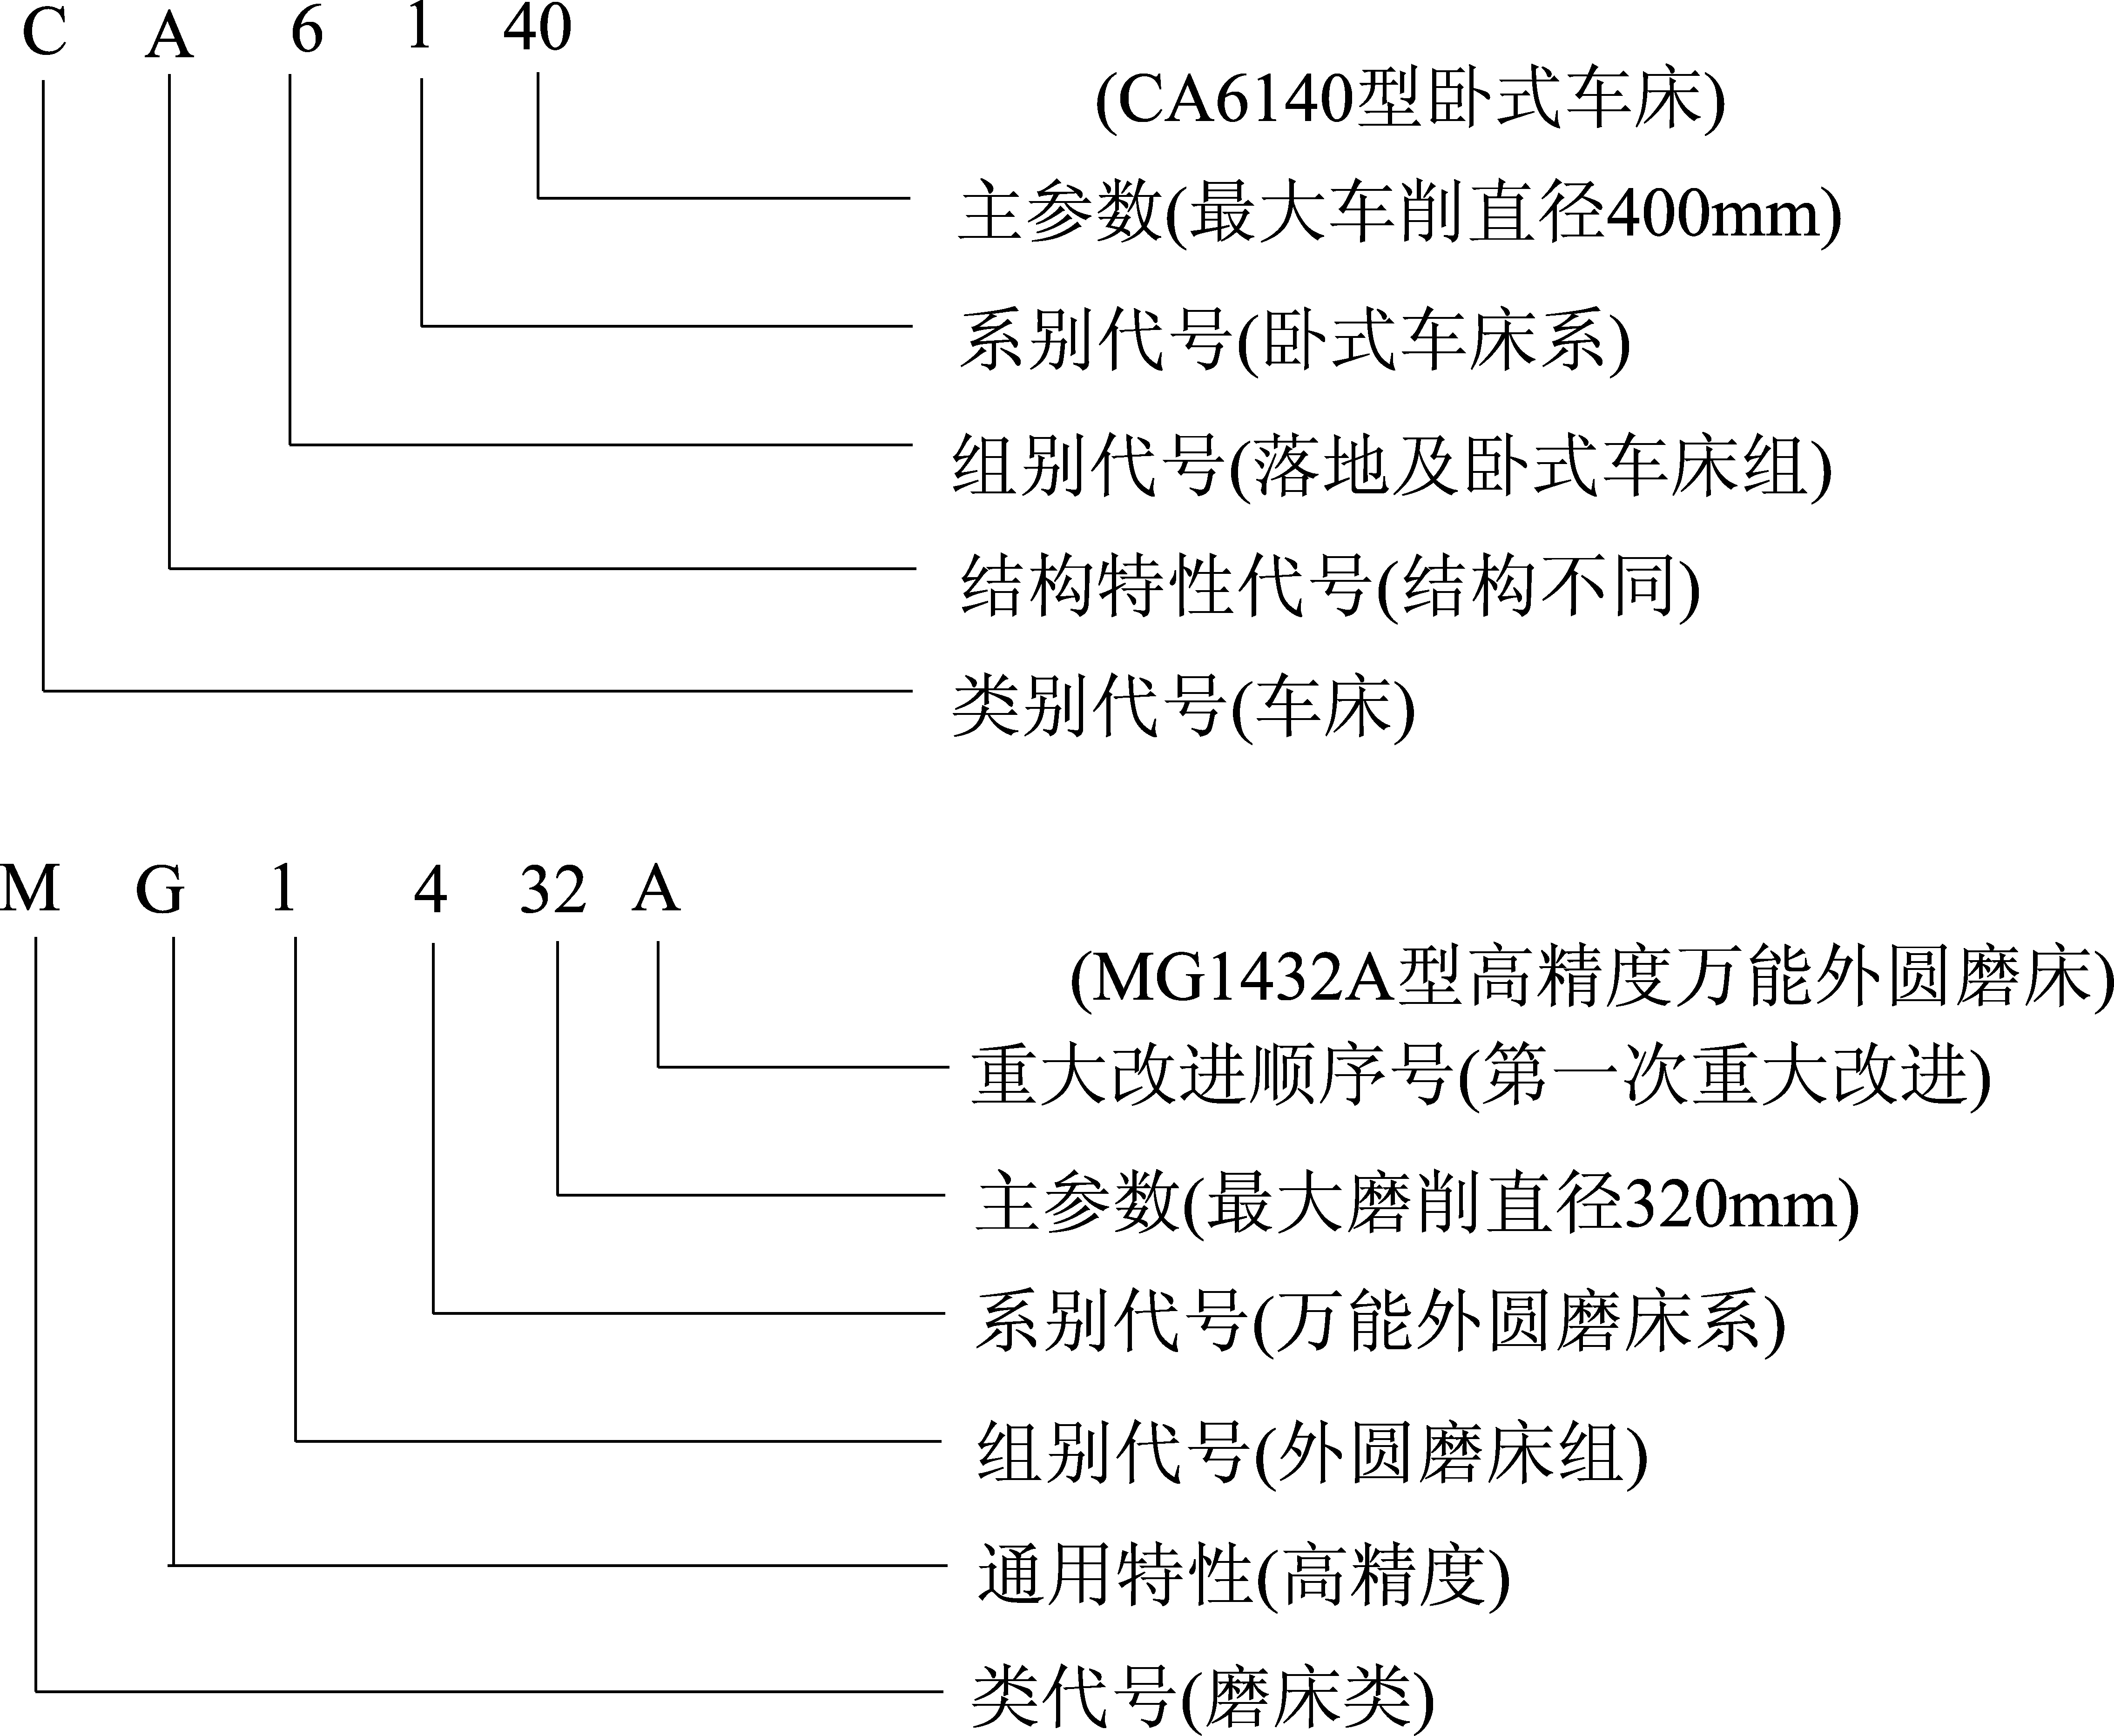 C A 6 1 40
(CA6140型卧式车床)
主参数(最大车削直径400mm)
系别代号(卧式车床系)
组别代号(落地及卧式车床组)
结构特性代号(结构不同)
类别代号(车床)
M G 1 4 32 A
(MG1432A型高精度万能外圆磨床)
重大改进顺序号(第一次重大改进)
主参数(最大磨削直径320mm)
系别代号(万能外圆磨床系)
组别代号(外圆磨床组)
通用特性(高精度)
类代号(磨床类)